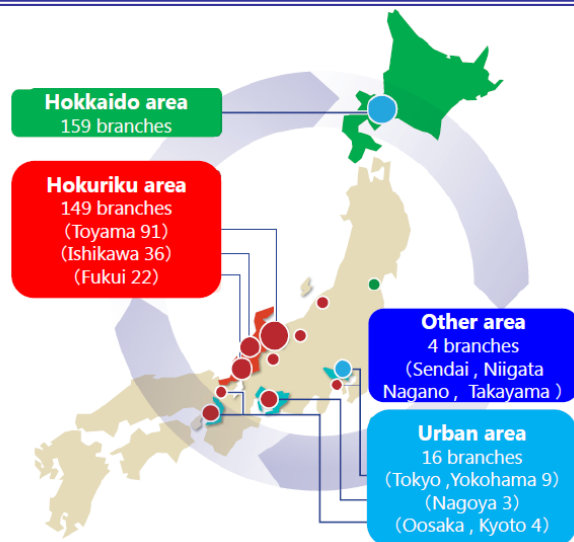 Hokkaido area
159 branches
Hokuriku area
149 branches
（Toyama 91）
（Ishikawa 36）
（Fukui 22）
Other area
4 branches
（Sendai , Niigata
Nagano , Takayama ）
Urban area
16 branches
（Tokyo ,Yokohama 9）
（Nagoya 3）
（Oosaka , Kyoto 4）